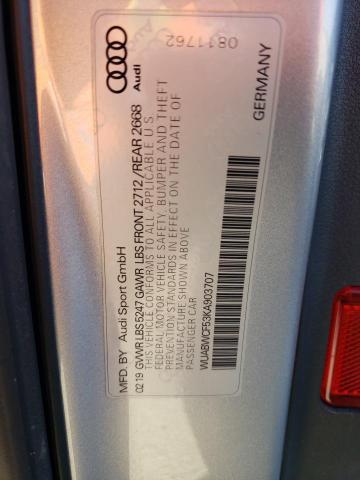 MFD. BY Audi Sport GmbH
02 19 GVWR LBS 5247 GAWR LBS FRONT 2712 / REAR 2668
THIS VEHICLE CONFORMS TO ALL APPLICABLE U S
FEDERAL MOTOR VEHICLE SAFETY, BUMPER AND THEFT
PREVENTION STANDARDS IN EFFECT ON THE DATE OF
MANUFACTURE SHOWN ABOVE
PASSENGER CAR
WUABWCF53KA903707
Audi
0811762
GERMANY